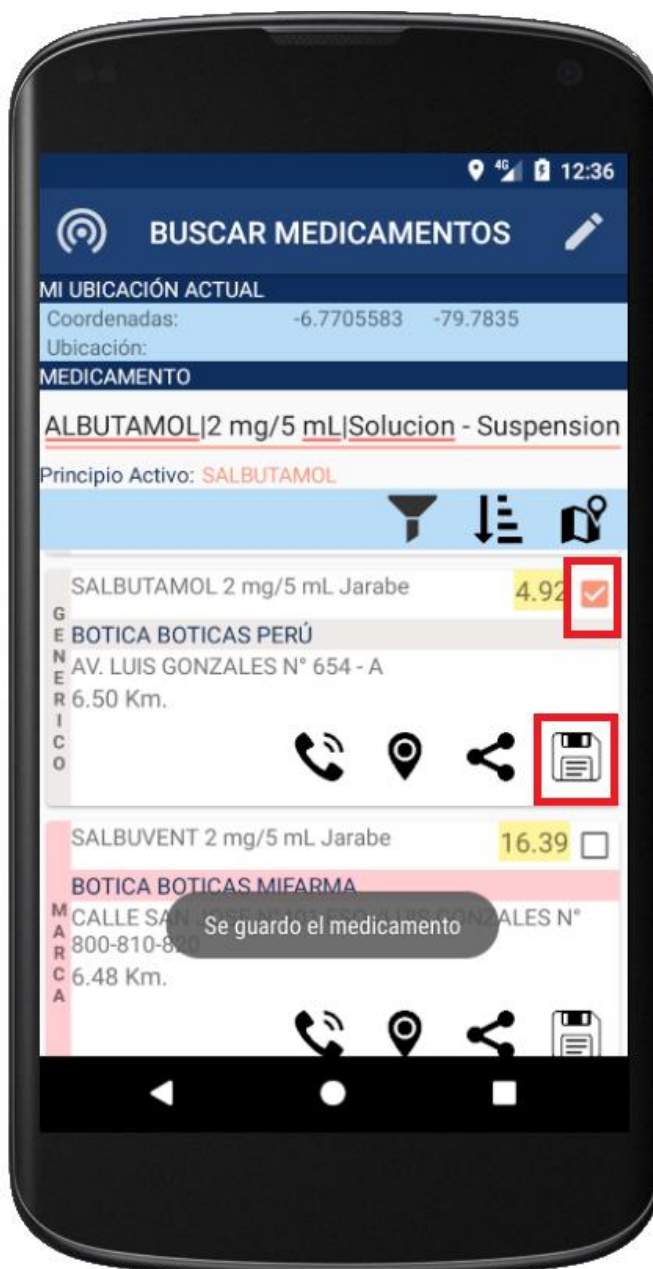 4G 12:36
BUSCAR MEDICAMENTOS
MI UBICACIÓN ACTUAL
Coordenadas: -6.7705583 -79.7835
Ubicación:
MEDICAMENTO
ALBUTAMOL|2 mg/5 mL|Solucion - Suspension
Principio Activo: SALBUTAMOL
GENERICO
SALBUTAMOL 2 mg/5 mL Jarabe 4.92
BOTICA BOTICAS PERÚ
AV. LUIS GONZALES N° 654 - A
6.50 Km.
MARCA
SALBUVENT 2 mg/5 mL Jarabe 16.39
BOTICA BOTICAS MIFARMA
CALLE SAN GONZALES N°
800-810-820
Se guardo el medicamento
6.48 Km.